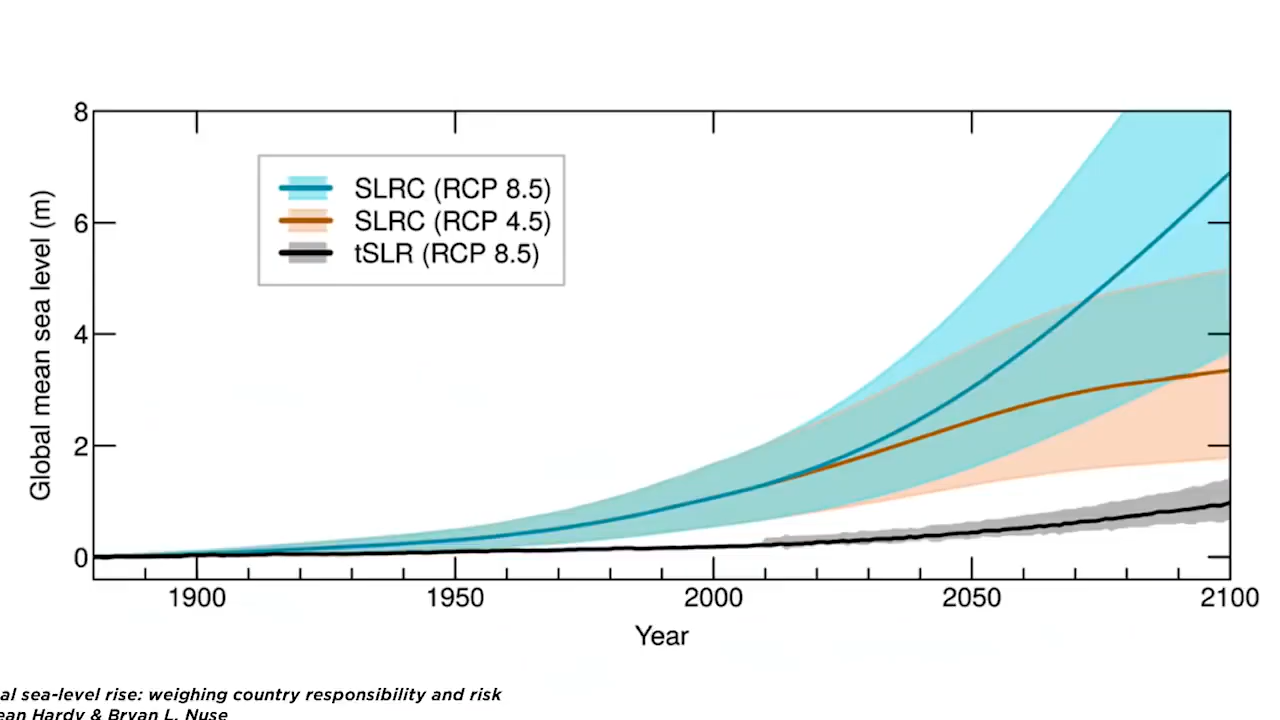 8
6
4
2
0
Global mean sea level (m)
SLRC (RCP 8.5)
SLRC (RCP 4.5)
tSLR (RCP 8.5)
1900 1950 2000 2050 2100
Year
al sea-level rise: weighing country responsibility and risk
ean Hardy & Bryan L. Nuse